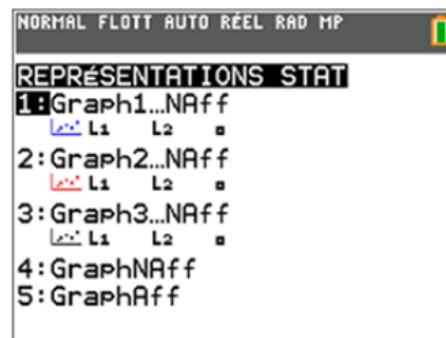 NORMAL FLOTT AUTO RÉEL RAD MP
REPRÉSENTATIONS STAT
1:Graph1…NAff
L1 L2
2:Graph2…NAff
L1 L2
3:Graph3…NAff
L1 L2
4:GraphNAff
5:GraphAff